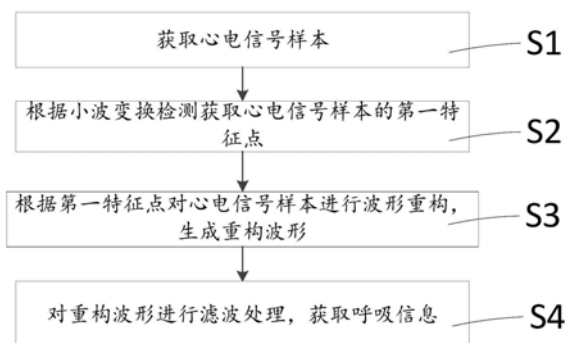 获取心电信号样本
S1
根据小波变换检测获取心电信号样本的第一特
征点
S2
根据第一特征点对心电信号样本进行波形重构，
生成重构波形
S3
对重构波形进行滤波处理，获取呼吸信息
S4